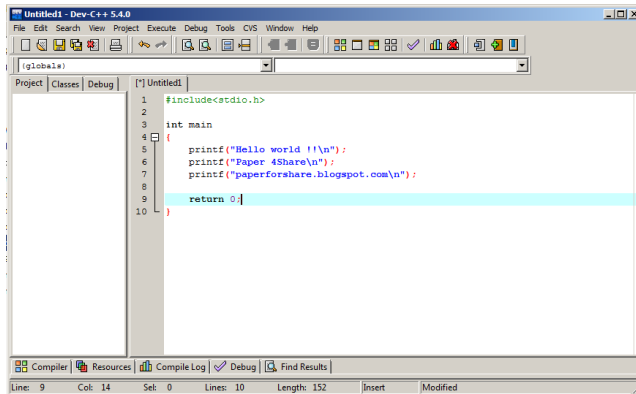 Untitled1 - Dev-C++ 5.4.0
File Edit Search View Project Execute Debug Tools CVS Window Help
(globals)
Project Classes Debug [*] Untitled1
1 #include<stdio.h>
2
3 int main
4 {
5 printf("Hello world !!\n");
6 printf("Paper 4Share\n");
7 printf("paperforshare.blogspot.com\n");
8
9 return 0;
10 }
Compiler Resources Compile Log Debug Find Results
Line: 9 Col: 14 Sel: 0 Lines: 10 Length: 152 Insert Modified